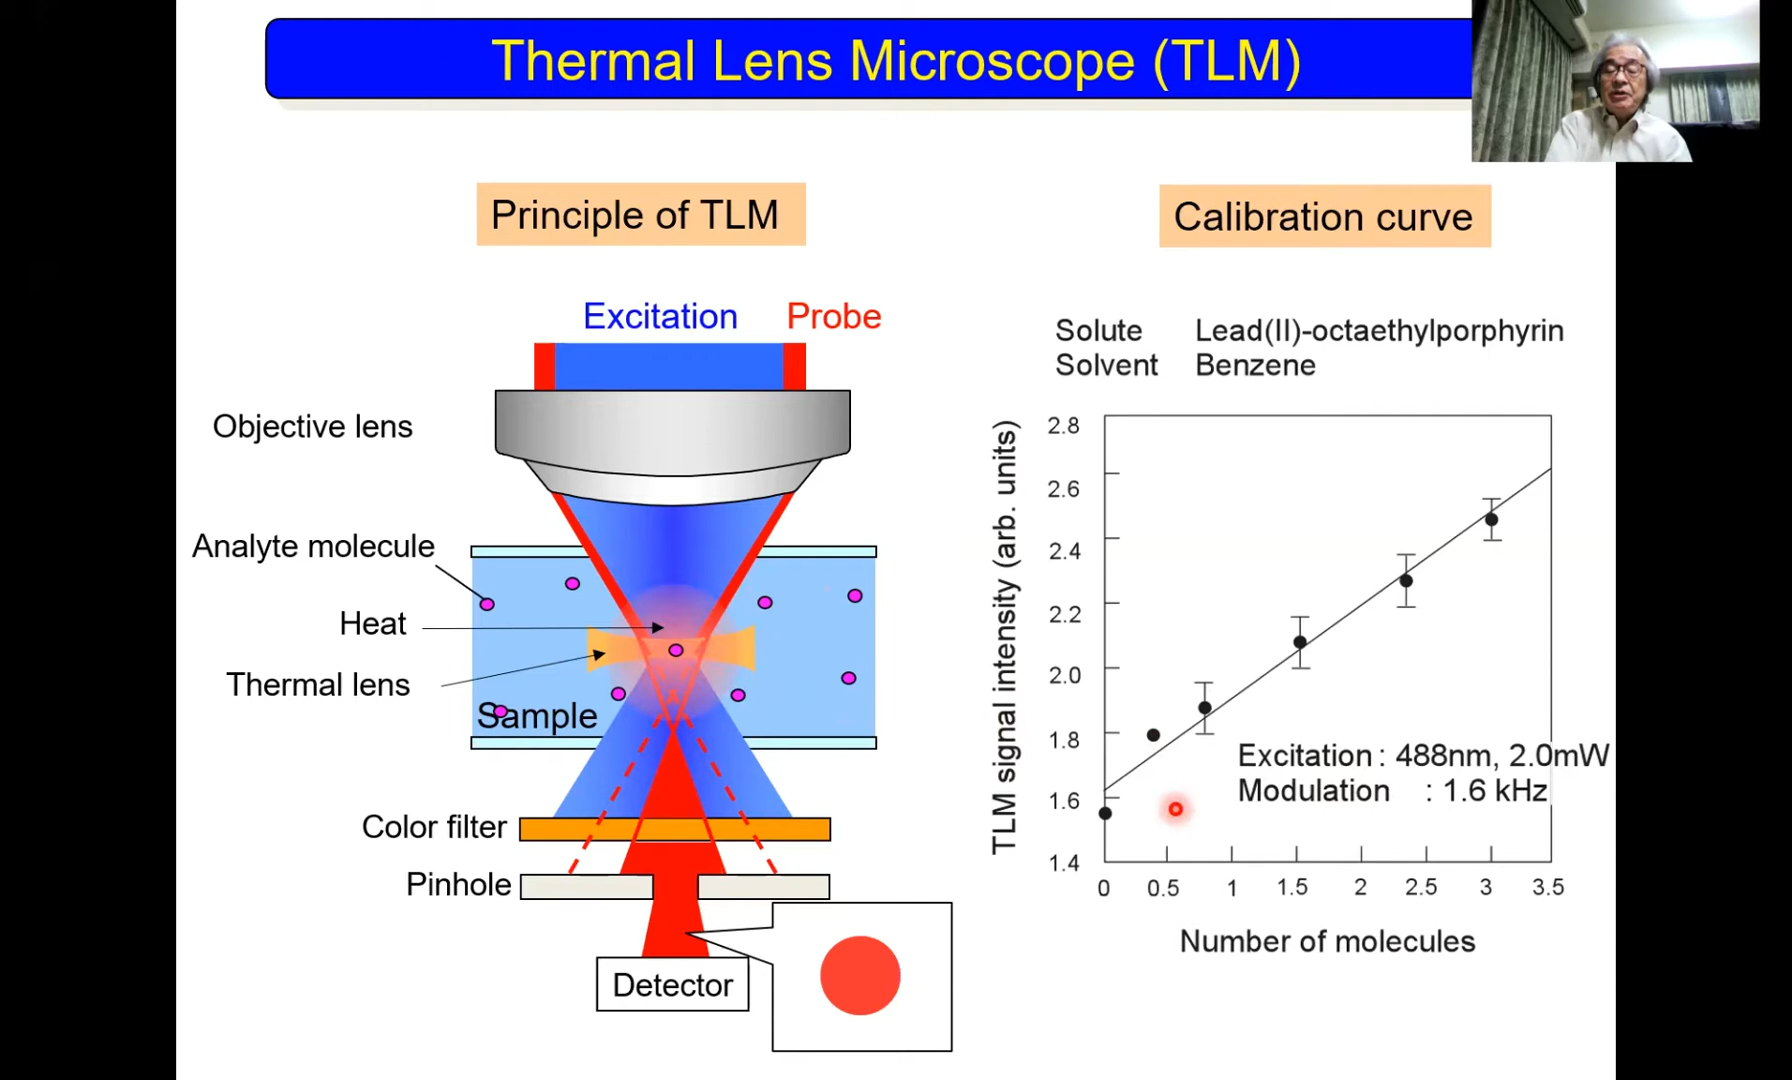 Thermal Lens Microscope (TLM)
Principle of TLM
Excitation
Probe
Objective lens
Analyte molecule
Heat
Thermal lens
Sample
Color filter
Pinhole
Detector
Calibration curve
Solute Lead(II)-octaethylporphyrin
Solvent Benzene
TLM signal intensity (arb. units)
2.8
2.6
2.4
2.2
2.0
1.8
1.6
1.4
Excitation : 488nm, 2.0mW
Modulation : 1.6 kHz
0 0.5 1 1.5 2 2.5 3 3.5
Number of molecules